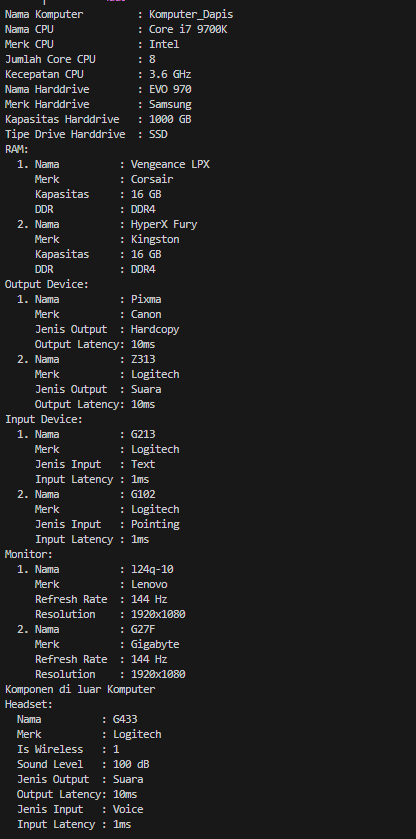 Nama Komputer : Komputer_Dapis
Nama CPU : Core i7 9700K
Merk CPU : Intel
Jumlah Core CPU : 8
Kecepatan CPU : 3.6 GHz
Nama Harddrive : EVO 970
Merk Harddrive : Samsung
Kapasitas Harddrive : 1000 GB
Tipe Drive Harddrive : SSD
RAM:
1. Nama : Vengeance LPX
Merk : Corsair
Kapasitas : 16 GB
DDR : DDR4
2. Nama : HyperX Fury
Merk : Kingston
Kapasitas : 16 GB
DDR : DDR4
Output Device:
1. Nama : Pixma
Merk : Canon
Jenis Output : Hardcopy
Output Latency: 10ms
2. Nama : Z313
Merk : Logitech
Jenis Output : Suara
Output Latency: 10ms
Input Device:
1. Nama : G213
Merk : Logitech
Jenis Input : Text
Input Latency : 1ms
2. Nama : G102
Merk : Logitech
Jenis Input : Pointing
Input Latency : 1ms
Monitor:
1. Nama : l24q-10
Merk : Lenovo
Refresh Rate : 144 Hz
Resolution : 1920x1080
2. Nama : G27F
Merk : Gigabyte
Refresh Rate : 144 Hz
Resolution : 1920x1080
Komponen di luar Komputer
Headset:
Nama : G433
Merk : Logitech
Is Wireless : 1
Sound Level : 100 dB
Jenis Output : Suara
Output Latency: 10ms
Jenis Input : Voice
Input Latency : 1ms